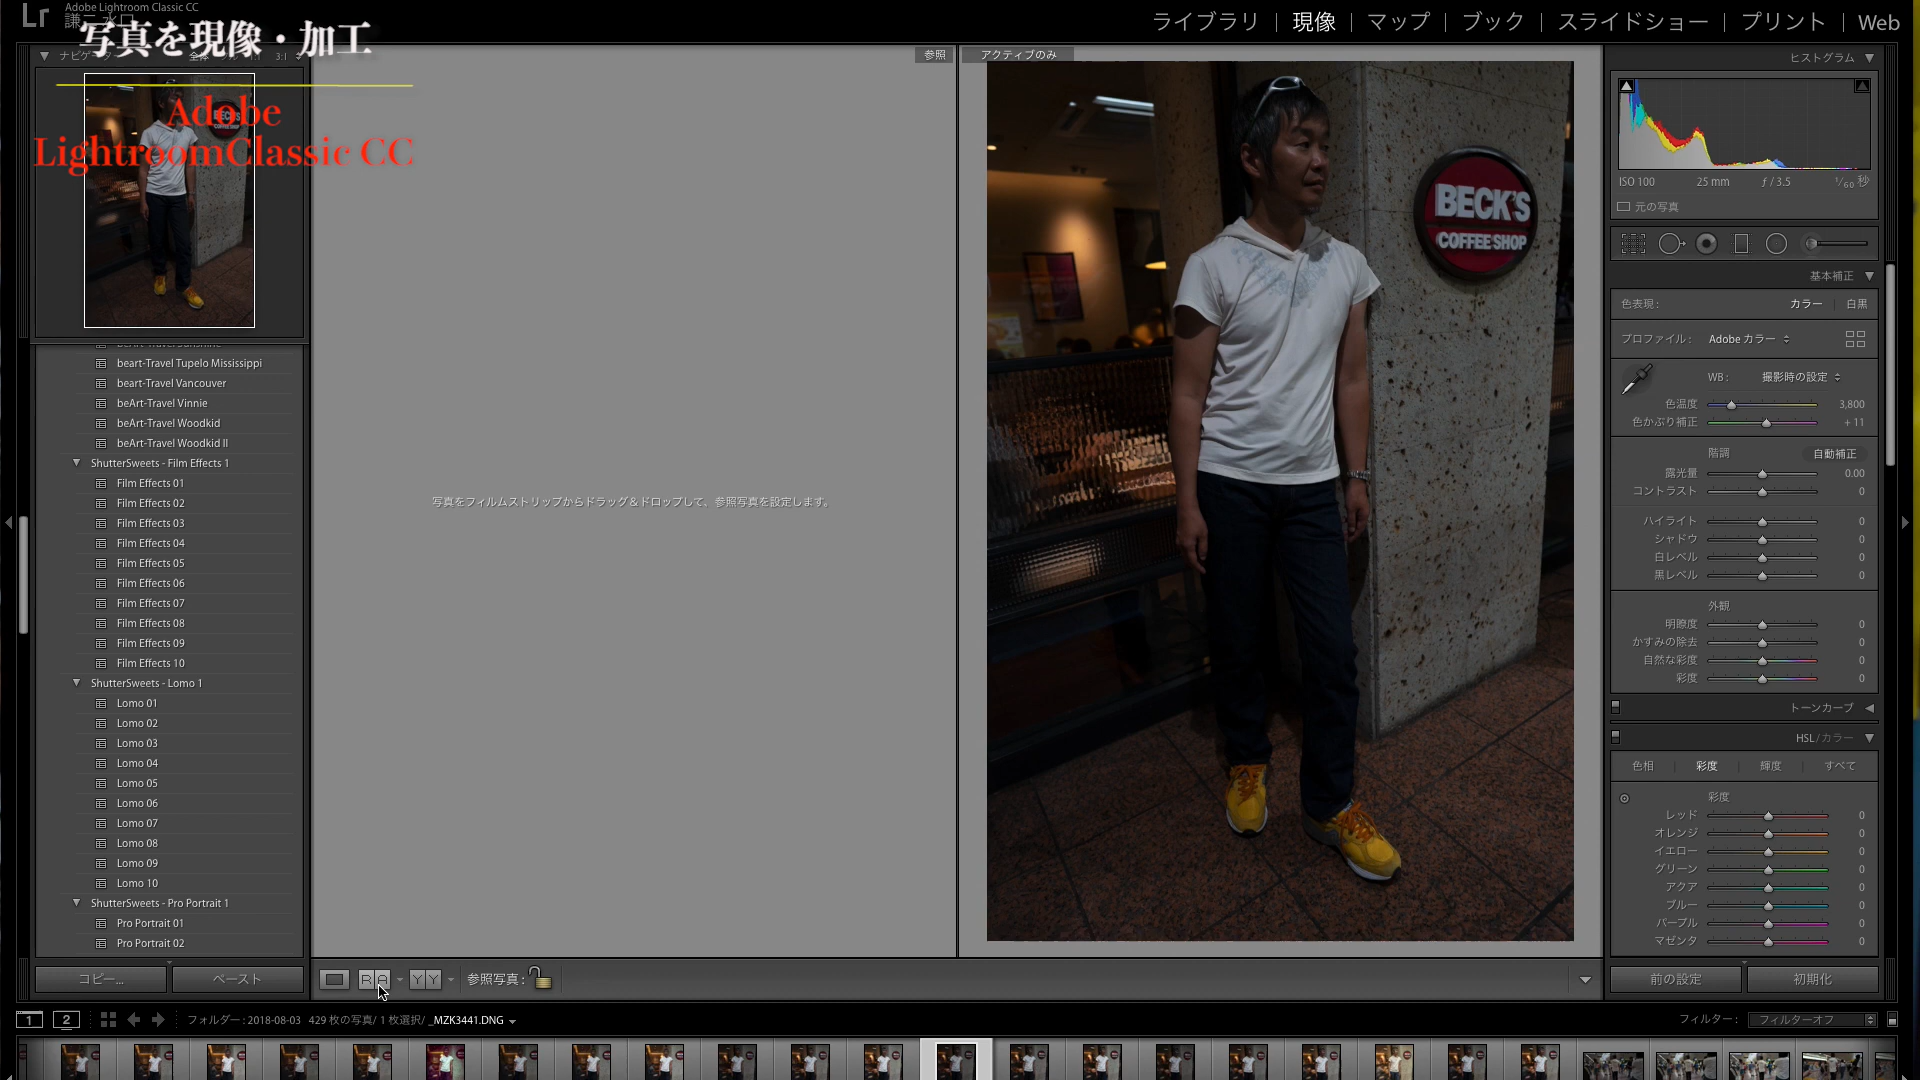 Adobe Lightroom Classic CC
写真を現像・加工
Adobe
LightroomClassic CC
ライブラリ
現像
マップ
ブック
スライドショー
プリント
Web
3:1
参照
アクティブのみ
ヒストグラム
ISO 100 25 mm ƒ / 3.5 1/60 秒
元の写真
基本補正
色表現 : カラー 白黒
プロファイル : Adobe カラー
WB : 撮影時の設定
色温度 3,800
色かぶり補正 + 11
階調 自動補正
露光量 0.00
コントラスト 0
ハイライト 0
シャドウ 0
白レベル 0
黒レベル 0
外観
明瞭度 0
かすみの除去 0
自然な彩度 0
彩度 0
トーンカーブ
HSL/カラー
色相 彩度 輝度 すべて
彩度
レッド 0
オレンジ 0
イエロー 0
グリーン 0
アクア 0
ブルー 0
パープル 0
マゼンタ 0
前の設定 初期化
beart-Travel Tupelo Mississippi
beart-Travel Vancouver
beArt-Travel Vinnie
beArt-Travel Woodkid
beArt-Travel Woodkid II
ShutterSweets - Film Effects 1
Film Effects 01
Film Effects 02
Film Effects 03
Film Effects 04
Film Effects 05
Film Effects 06
Film Effects 07
Film Effects 08
Film Effects 09
Film Effects 10
ShutterSweets - Lomo 1
Lomo 01
Lomo 02
Lomo 03
Lomo 04
Lomo 05
Lomo 06
Lomo 07
Lomo 08
Lomo 09
Lomo 10
ShutterSweets - Pro Portrait 1
Pro Portrait 01
Pro Portrait 02
コピー... ペースト
写真をフィルムストリップからドラッグ＆ドロップして、参照写真を設定します。
BECK'S
COFFEE SHOP
R A Y Y 参照写真 :
1 2 フォルダー : 2018-08-03 429 枚の写真/ 1 枚選択/ _MZK3441.DNG
フィルター : フィルターオフ